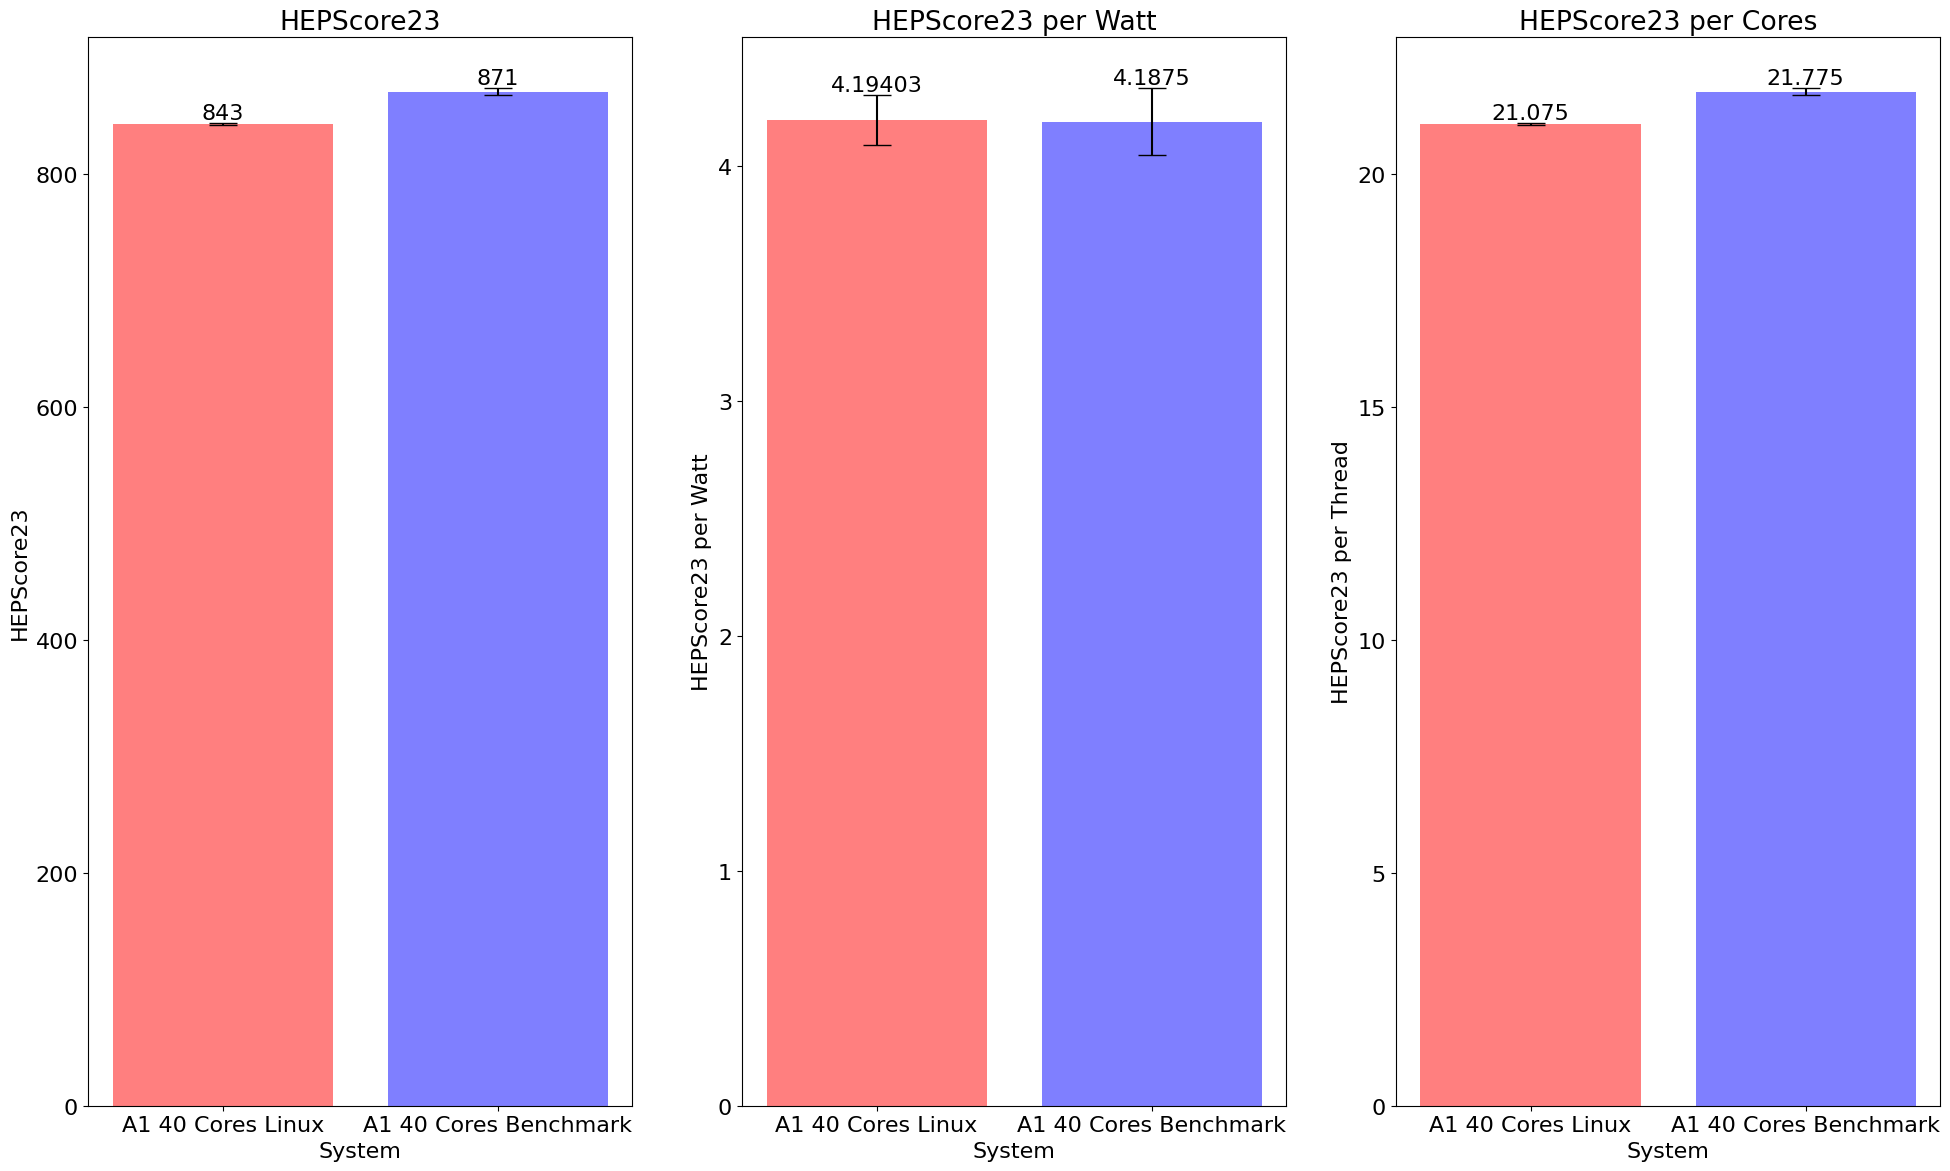 HEPScore23
HEPScore23
0
200
400
600
800
843
871
A1 40 Cores Linux
A1 40 Cores Benchmark
System
HEPScore23 per Watt
HEPScore23 per Watt
0
1
2
3
4
4.19403
4.1875
A1 40 Cores Linux
A1 40 Cores Benchmark
System
HEPScore23 per Cores
HEPScore23 per Thread
0
5
10
15
20
21.075
21.775
A1 40 Cores Linux
A1 40 Cores Benchmark
System